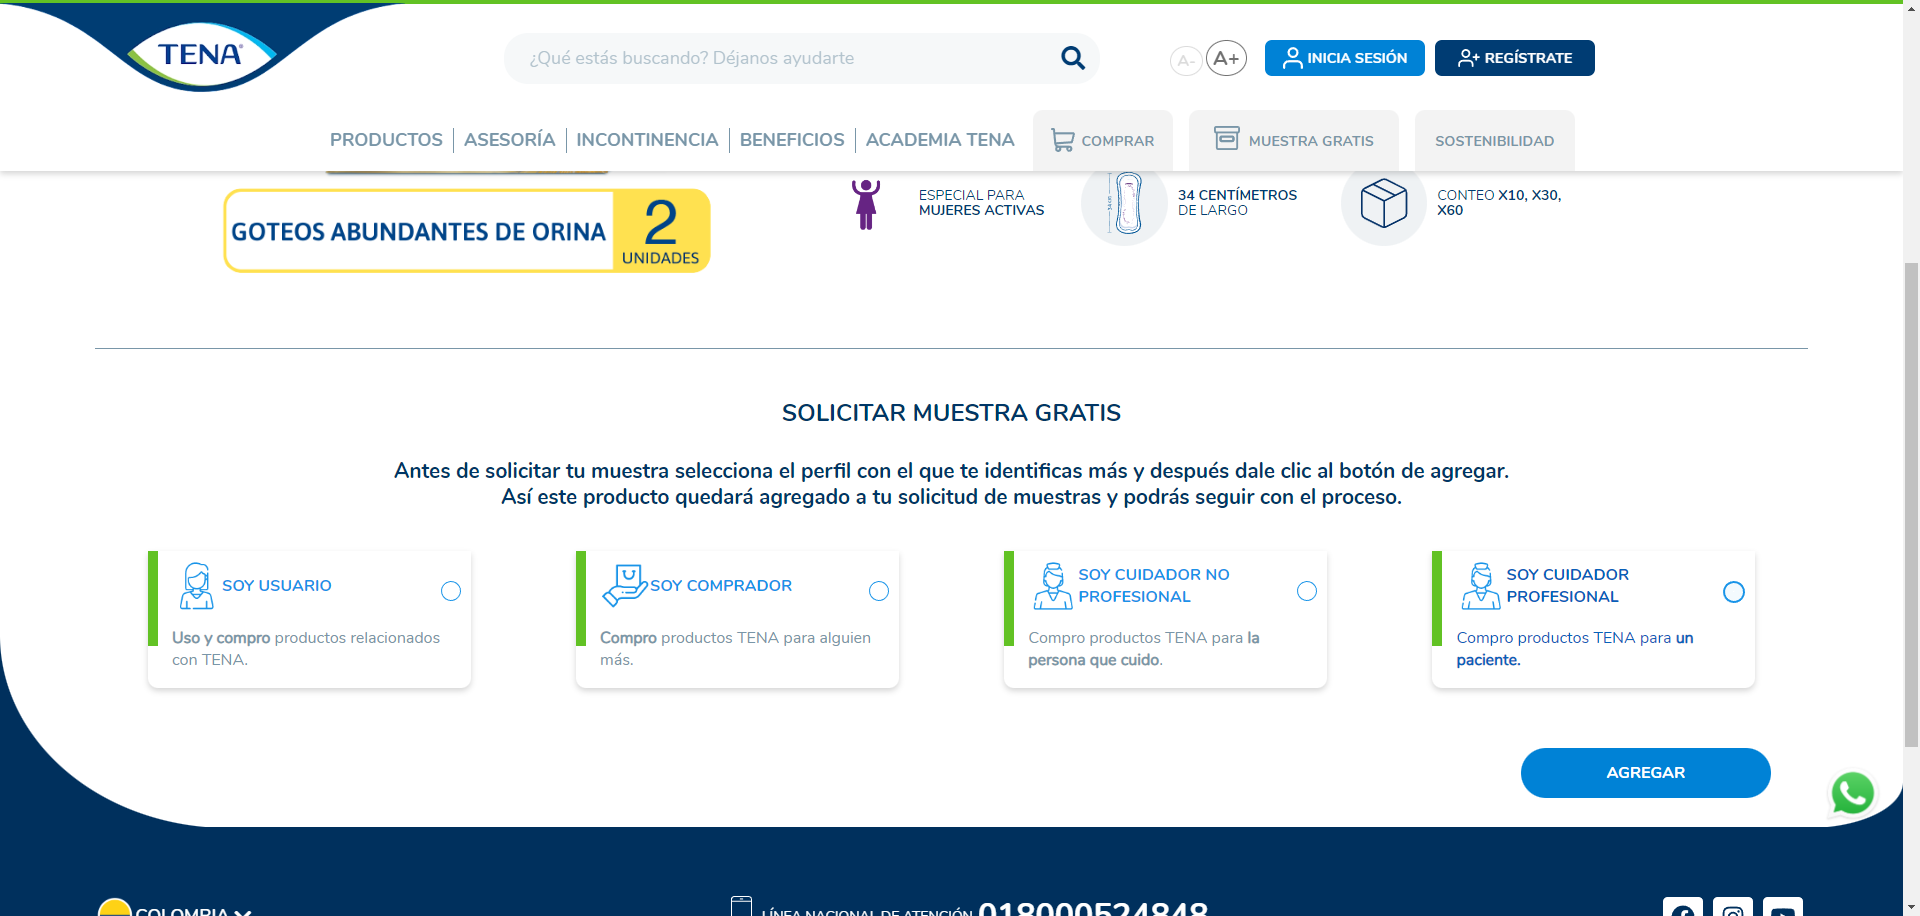 TENA
¿Qué estás buscando? Déjanos ayudarte
A-
A+
INICIA SESIÓN
REGÍSTRATE
PRODUCTOS
ASESORÍA
INCONTINENCIA
BENEFICIOS
ACADEMIA TENA
COMPRAR
MUESTRA GRATIS
SOSTENIBILIDAD
GOTEOS ABUNDANTES DE ORINA
2
UNIDADES
ESPECIAL PARA
MUJERES ACTIVAS
34 CENTÍMETROS
DE LARGO
CONTEO X10, X30,
X60
SOLICITAR MUESTRA GRATIS
Antes de solicitar tu muestra selecciona el perfil con el que te identificas más y después dale clic al botón de agregar.
Así este producto quedará agregado a tu solicitud de muestras y podrás seguir con el proceso.
SOY USUARIO
Uso y compro productos relacionados
con TENA.
SOY COMPRADOR
Compro productos TENA para alguien
más.
SOY CUIDADOR NO
PROFESIONAL
Compro productos TENA para la
persona que cuido.
SOY CUIDADOR
PROFESIONAL
Compro productos TENA para un
paciente.
AGREGAR
COLOMBIA
LÍNEA NACIONAL DE ATENCIÓN 018000524848